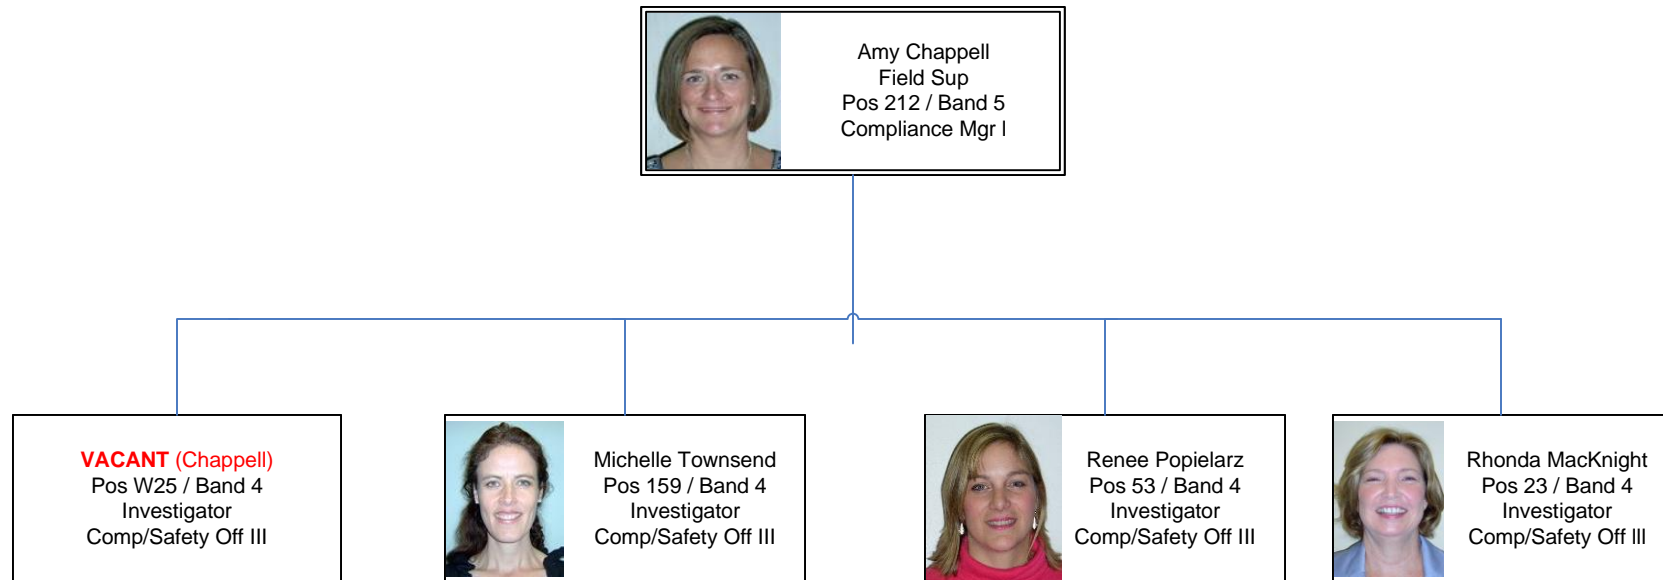 Amy Chappell
Field Sup
Pos 212 / Band 5
Compliance Mgr I
VACANT (Chappell)
Pos W25 / Band 4
Investigator
Comp/Safety Off III
Michelle Townsend
Pos 159 / Band 4
Investigator
Comp/Safety Off III
Renee Popielarz
Pos 53 / Band 4
Investigator
Comp/Safety Off III
Rhonda MacKnight
Pos 23 / Band 4
Investigator
Comp/Safety Off III